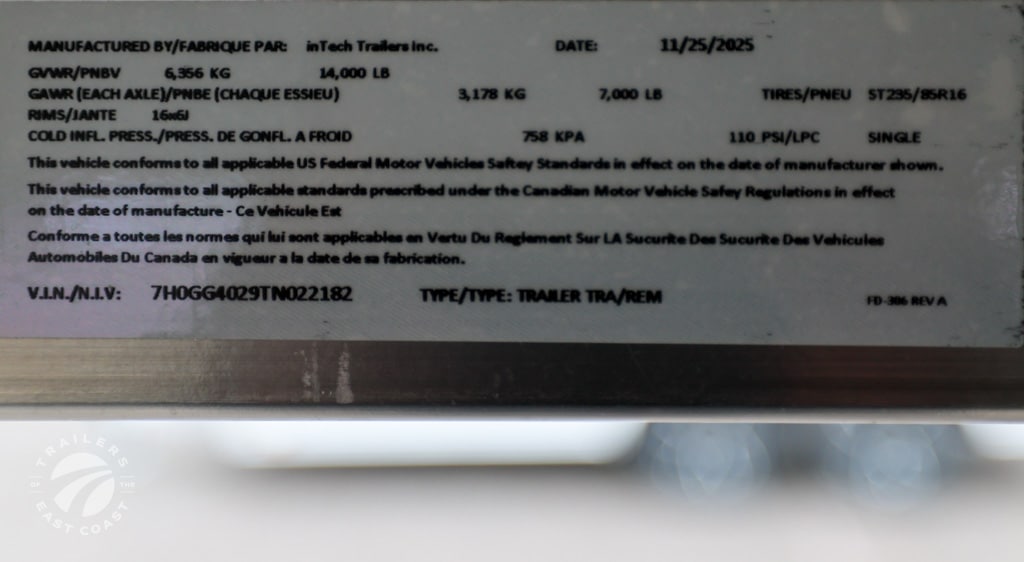 MANUFACTURED BY/FABRIQUE PAR: inTech Trailers Inc. DATE: 11/25/2025
GVWR/PNBV 6,356 KG 14,000 LB
GAWR (EACH AXLE)/PNBE (CHAQUE ESSIEU) 3,178 KG 7,000 LB TIRES/PNEU ST235/85R16
RIMS/JANTE 16x6J
COLD INFL. PRESS./PRESS. DE GONFL. A FROID 758 KPA 110 PSI/LPC SINGLE
This vehicle conforms to all applicable US Federal Motor Vehicles Saftey Standards in effect on the date of manufacturer shown.
This vehicle conforms to all applicable standards prescribed under the Canadian Motor Vehicle Safey Regulations in effect
on the date of manufacture - Ce Vehicule Est
Conforme a toutes les normes qui lui sont applicables en Vertu Du Reglement Sur LA Sucurite Des Sucurite Des Vehicules
Automobiles Du Canada en vigueur a la date de sa fabrication.
V.I.N./N.I.V: 7H0GG4029TN022182 TYPE/TYPE: TRAILER TRA/REM FD-386 REV A
TRAILERS
OF THE
EAST COAST